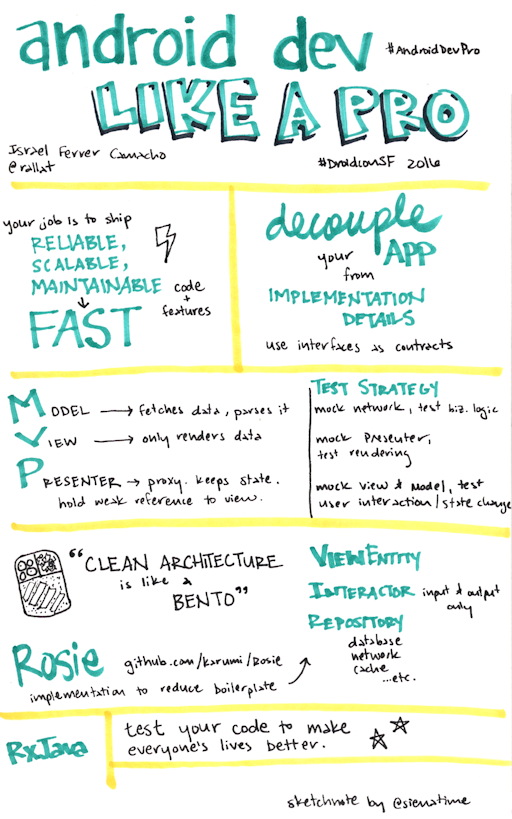 android dev
#AndroidDevPro
LIKE A PRO
Israel Ferrer Camacho
@rallat
#DroidconSF 2016
your job is to ship
RELIABLE,
SCALABLE,
MAINTAINABLE code
+
features
FAST
decouple
your APP
from
IMPLEMENTATION
DETAILS
use interfaces as contracts
MODEL → fetches data, parses it
VIEW → only renders data
PRESENTER → proxy. keeps state.
hold weak reference to view.
TEST STRATEGY
mock network, test biz. logic
mock presenter,
test rendering
mock view & model, test
user interaction/state change
"CLEAN ARCHITECTURE
is like a
BENTO"
VIEWENTITY
INTERACTOR input & output
only
REPOSITORY
database
network
cache
...etc.
Rosie github.com/karumi/rosie
implementation to reduce boilerplate
RxJava
test your code to make
everyone's lives better.
sketchnote by @sienatime